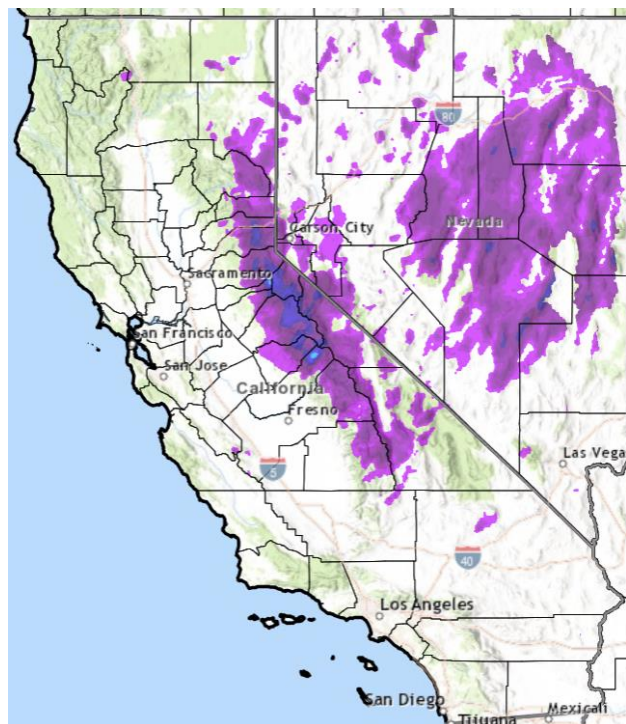 80
Nevada
Carson City
Sacramento
San Francisco
San Jose
California
Fresno
5
Las Vega
40
Los Angeles
San Diego
Tijuana
Mexicali